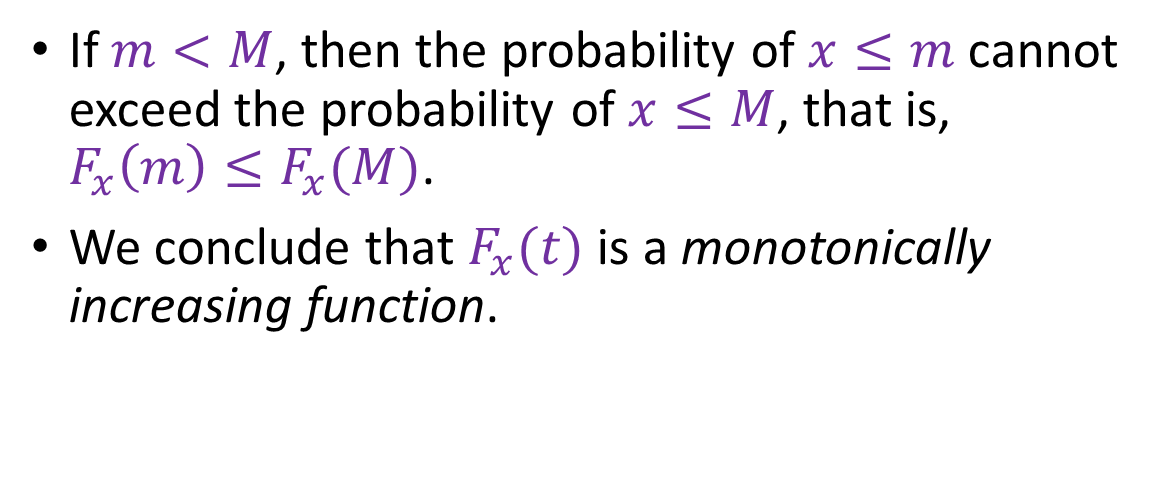 • If 𝑚 < 𝑀, then the probability of 𝑥 ≤ 𝑚 cannot
exceed the probability of 𝑥 ≤ 𝑀, that is,
𝐹ₓ(𝑚) ≤ 𝐹ₓ(𝑀).
• We conclude that 𝐹ₓ(𝑡) is a monotonically
increasing function.